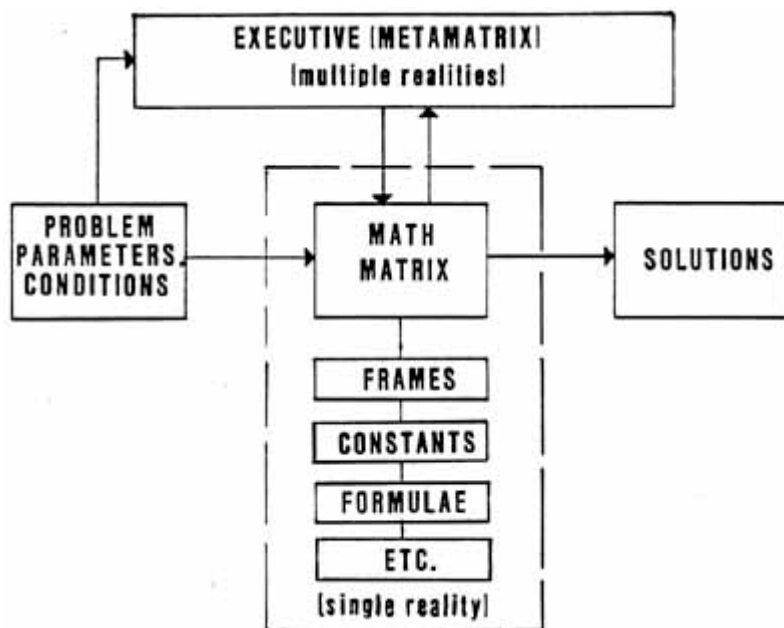 EXECUTIVE [METAMATRIX]
[multiple realities]
PROBLEM
PARAMETERS.
CONDITIONS
MATH
MATRIX
SOLUTIONS
FRAMES
CONSTANTS
FORMULAE
ETC.
[single reality]